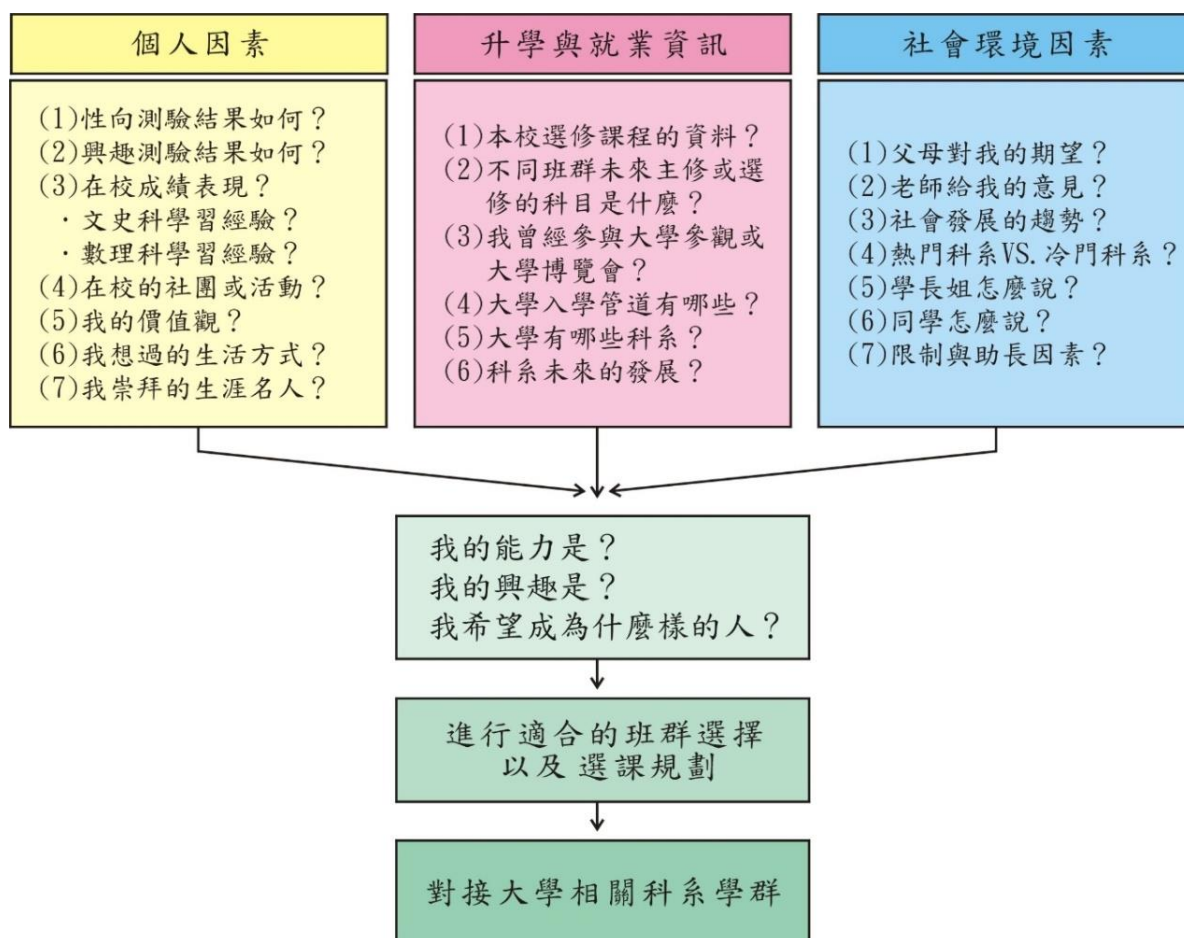 個人因素
(1)性向測驗結果如何？
(2)興趣測驗結果如何？
(3)在校成績表現？
・文史科學習經驗？
・數理科學習經驗？
(4)在校的社團或活動？
(5)我的價值觀？
(6)我想過的生活方式？
(7)我崇拜的生涯名人？
升學與就業資訊
(1)本校選修課程的資料？
(2)不同班群未來主修或選
修的科目是什麼？
(3)我曾經參與大學參觀或
大學博覽會？
(4)大學入學管道有哪些？
(5)大學有哪些科系？
(6)科系未來的發展？
社會環境因素
(1)父母對我的期望？
(2)老師給我的意見？
(3)社會發展的趨勢？
(4)熱門科系VS.冷門科系？
(5)學長姐怎麼說？
(6)同學怎麼說？
(7)限制與助長因素？
我的能力是？
我的興趣是？
我希望成為什麼樣的人？
進行適合的班群選擇
以及選課規劃
對接大學相關科系學群